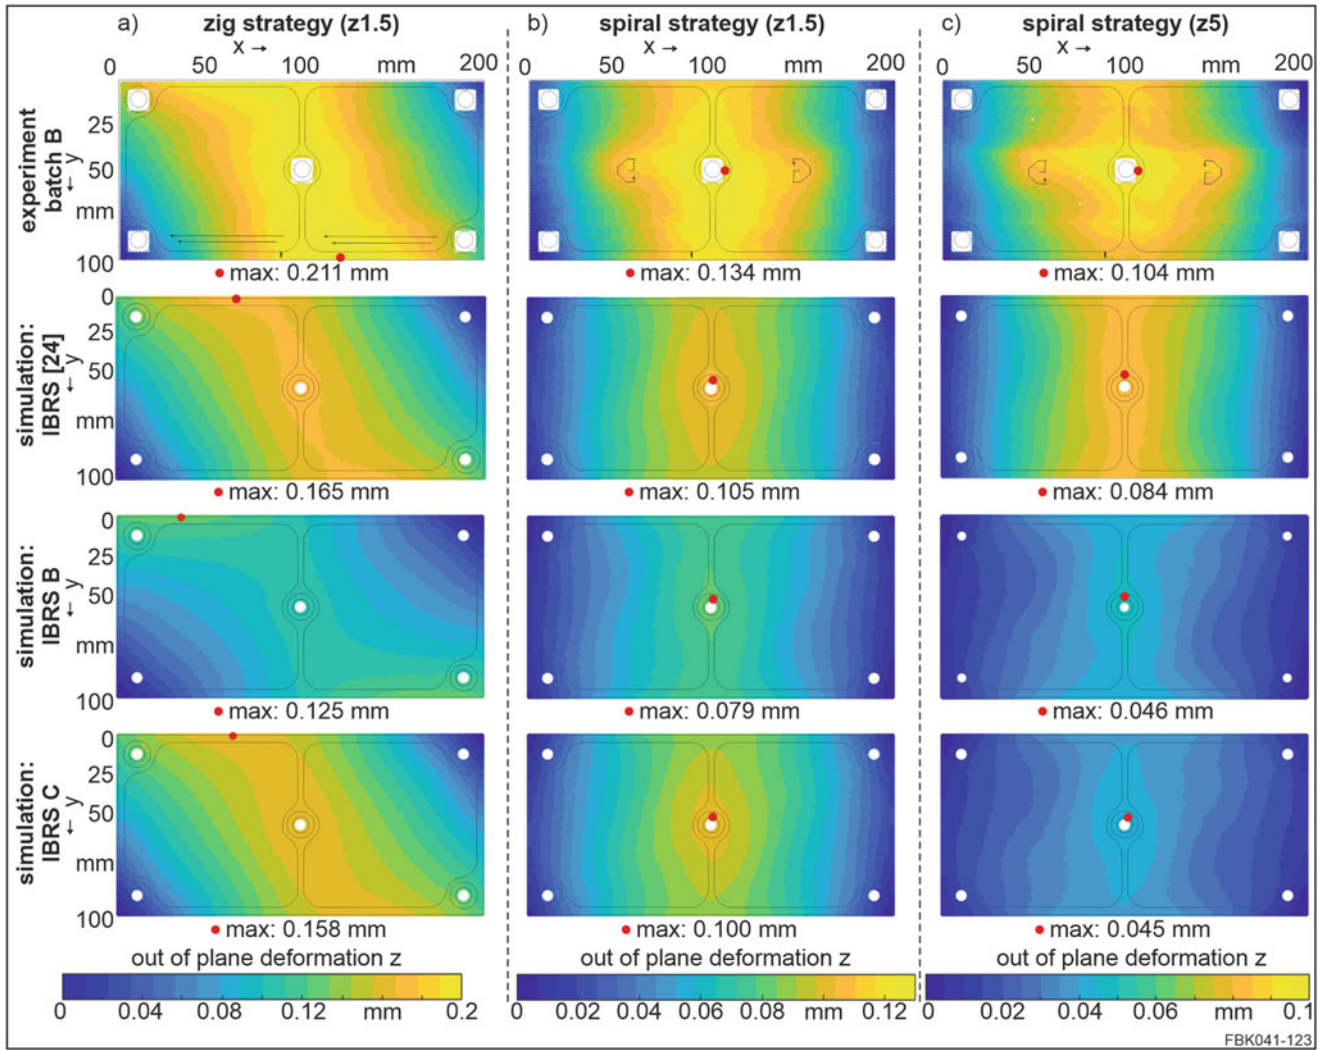 a) zig strategy (z1.5) b) spiral strategy (z1.5) c) spiral strategy (z5)
x → x → x →
0 50 100 mm 200 0 50 100 mm 200 0 50 100 mm 200
experiment
batch B
← y
25
50
mm
100
max: 0.211 mm max: 0.134 mm max: 0.104 mm
simulation:
IBRS [24]
← y
0
25
50
mm
100
max: 0.165 mm max: 0.105 mm max: 0.084 mm
simulation:
IBRS B
← y
0
25
50
mm
100
max: 0.125 mm max: 0.079 mm max: 0.046 mm
simulation:
IBRS C
← y
0
25
50
mm
100
max: 0.158 mm max: 0.100 mm max: 0.045 mm
out of plane deformation z out of plane deformation z out of plane deformation z
0 0.04 0.08 0.12 mm 0.2 0 0.02 0.04 0.06 0.08 mm 0.12 0 0.02 0.04 0.06 mm 0.1
FBK041-123